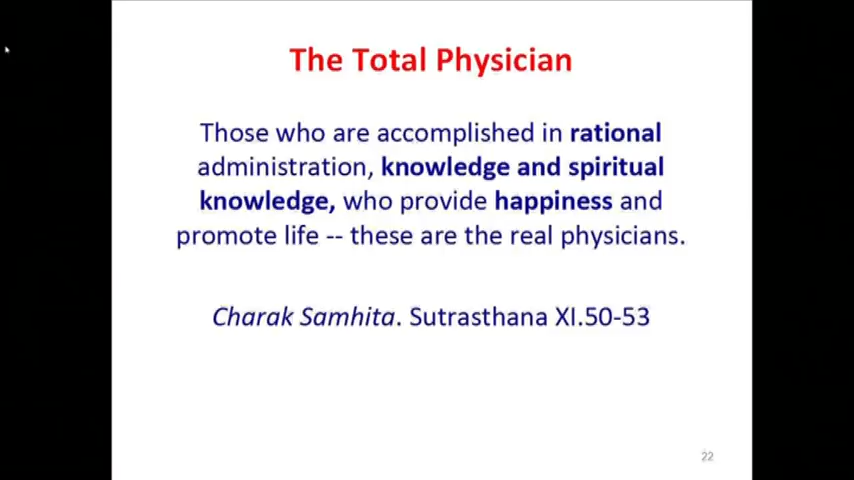 The Total Physician
Those who are accomplished in rational
administration, knowledge and spiritual
knowledge, who provide happiness and
promote life -- these are the real physicians.
Charak Samhita. Sutrasthana XI.50-53
22